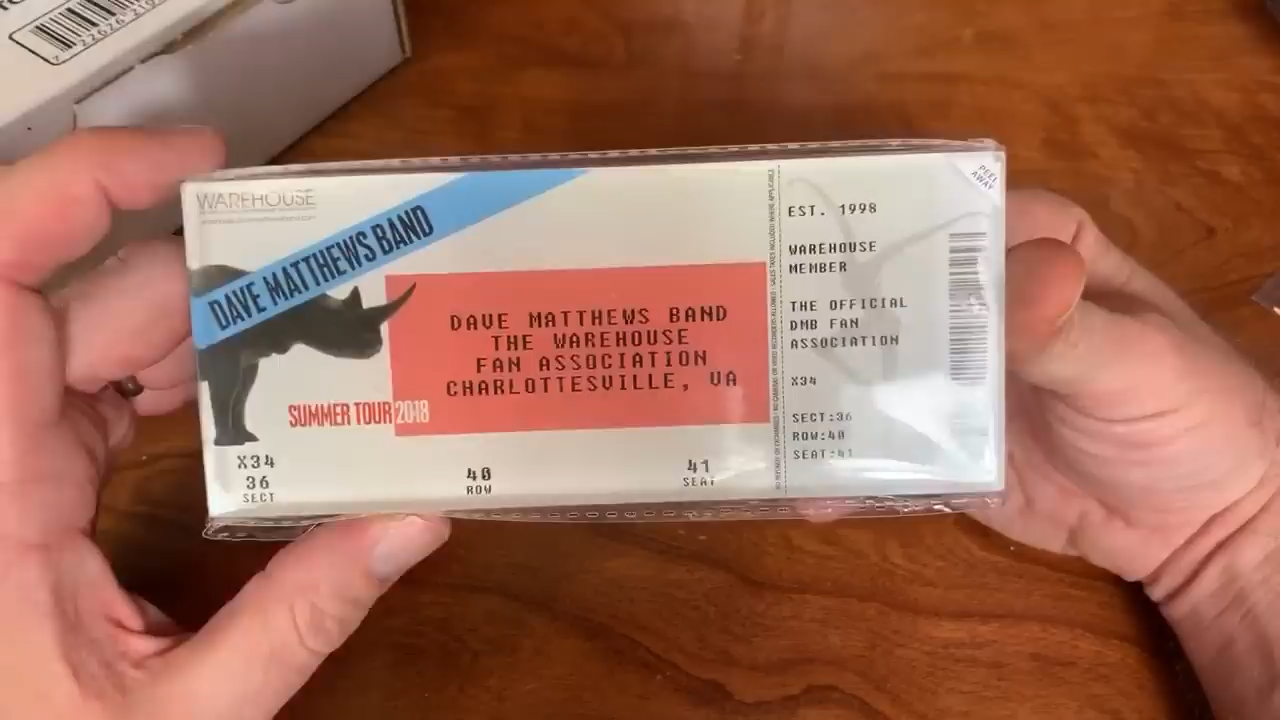 WAREHOUSE
DAVE MATTHEWS BAND
SUMMER TOUR 2018
DAVE MATTHEWS BAND
THE WAREHOUSE
FAN ASSOCIATION
CHARLOTTESVILLE, VA
X34
36
SECT
40
ROW
41
SEAT
EST. 1998
WAREHOUSE
MEMBER
THE OFFICIAL
DMB FAN
ASSOCIATION
X34
SECT:36
ROW:40
SEAT:41
PEEL
AWAY